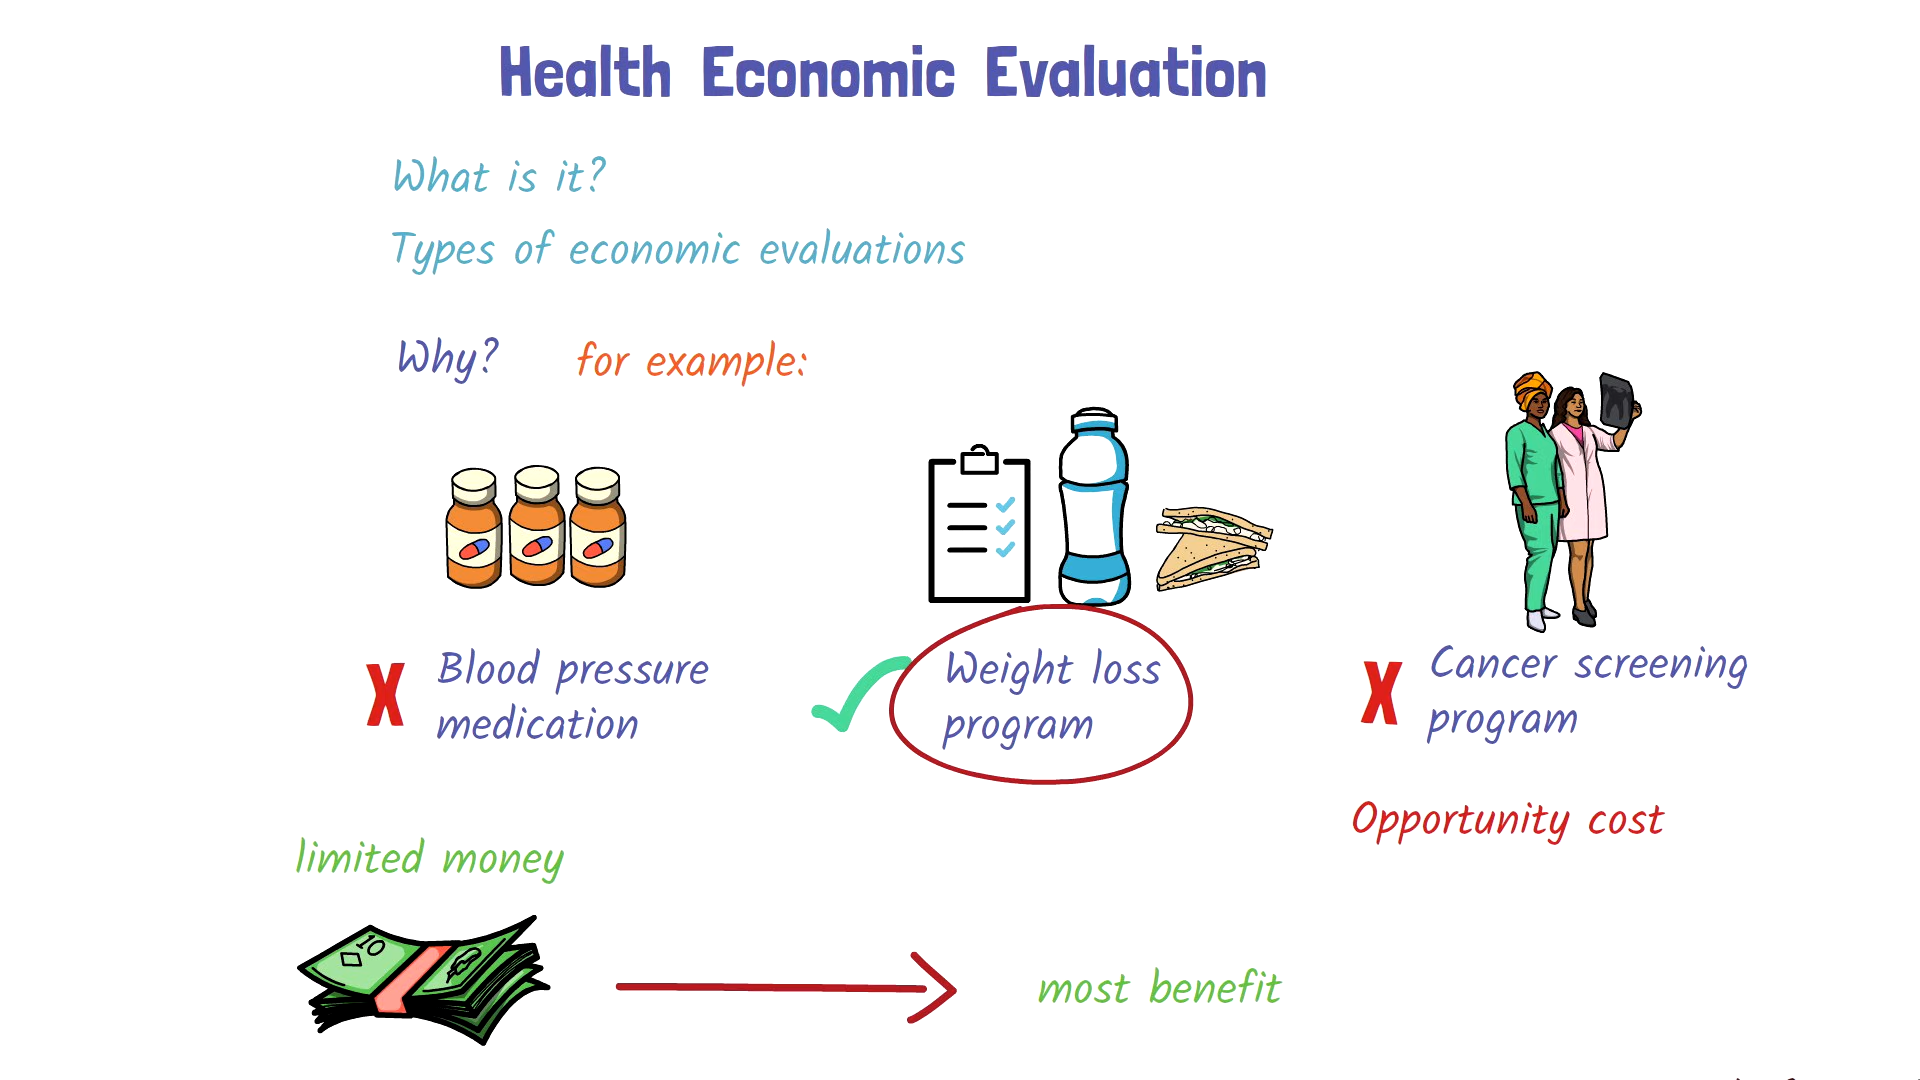 Health Economic Evaluation
What is it?
Types of economic evaluations
Why? for example:
X Blood pressure
medication
Weight loss
program
X Cancer screening
program
Opportunity cost
limited money
10
most benefit